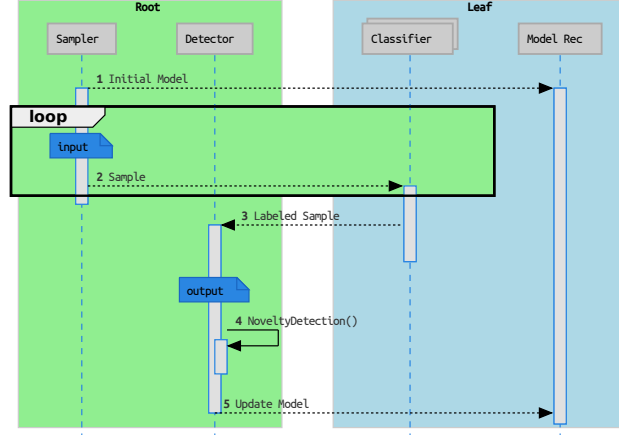 Root
Leaf
Sampler
Detector
Classifier
Model Rec
1 Initial Model
loop
input
2 Sample
3 Labeled Sample
output
4 NoveltyDetection()
5 Update Model